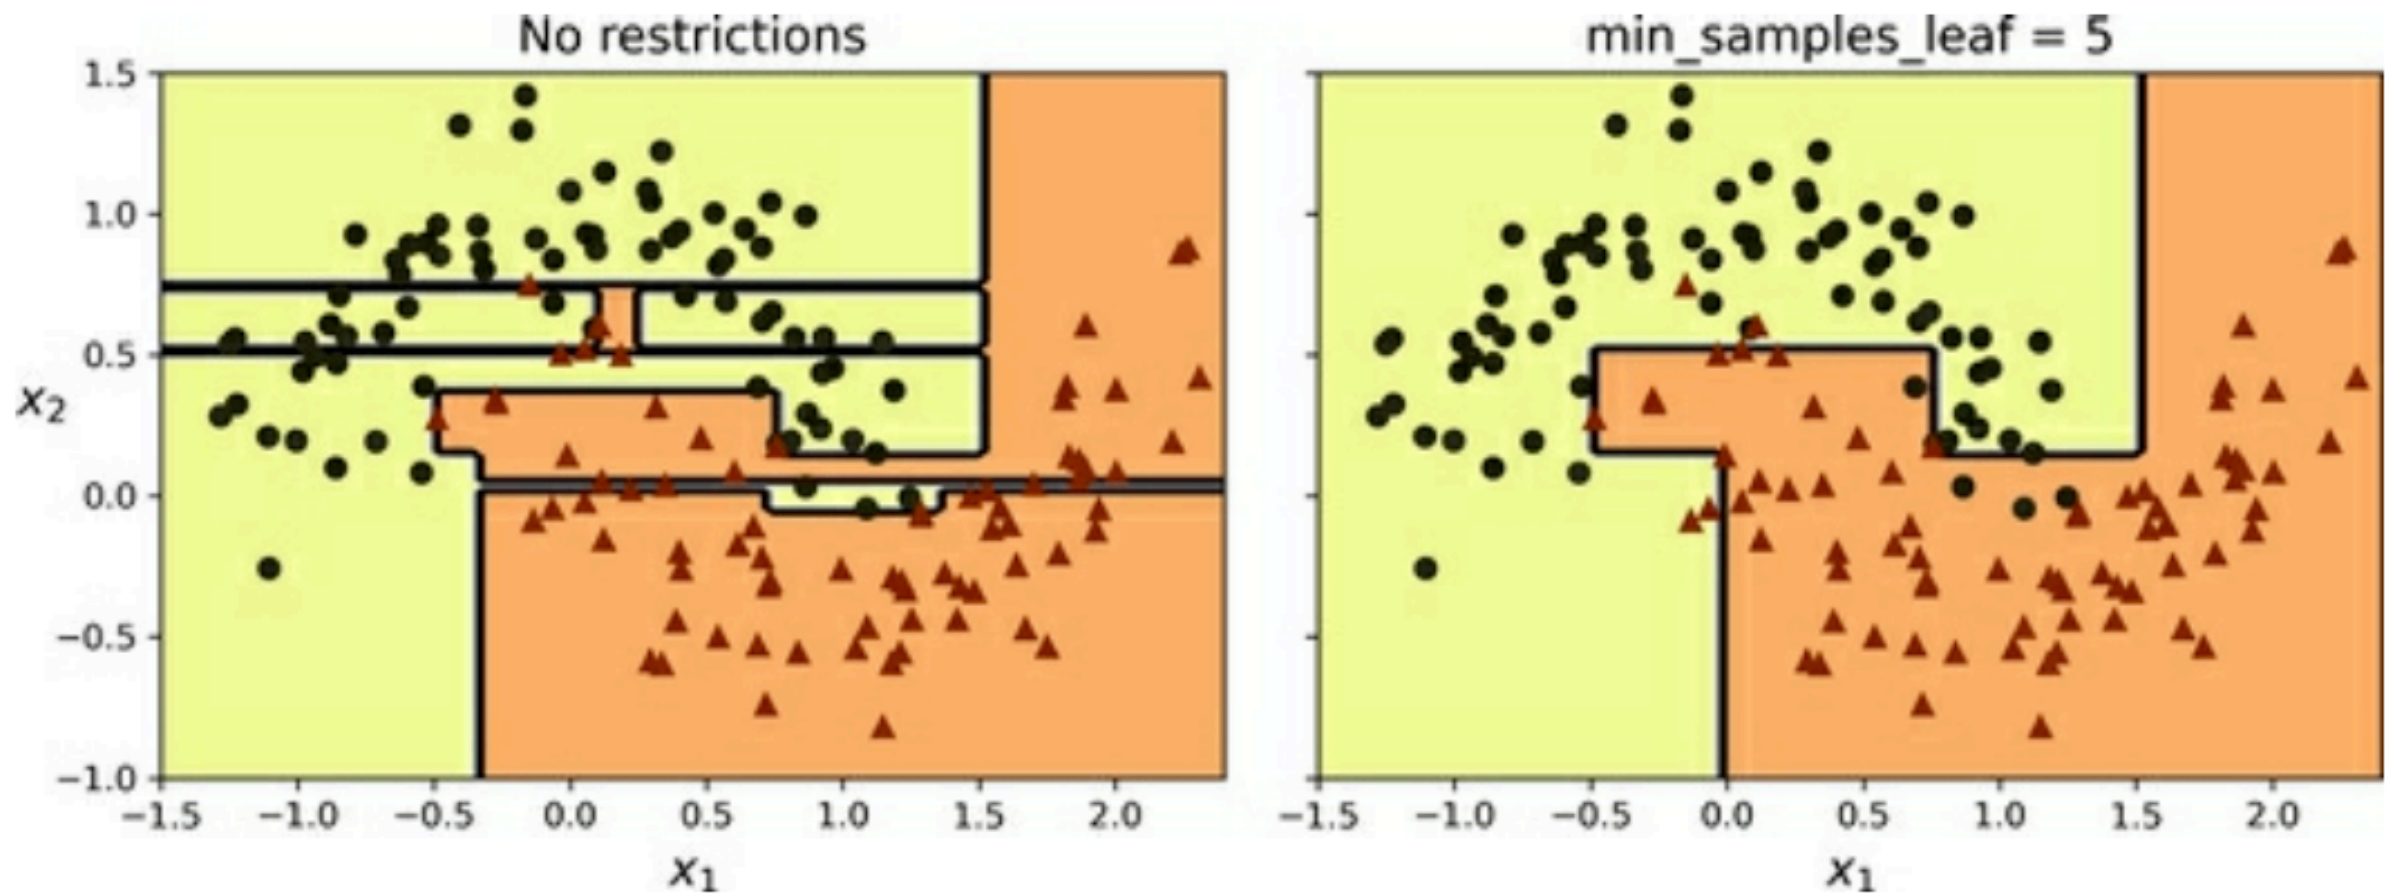 No restrictions
min_samples_leaf = 5
1.5
1.0
0.5
0.0
−0.5
−1.0
x₂
−1.5 −1.0 −0.5 0.0 0.5 1.0 1.5 2.0
−1.5 −1.0 −0.5 0.0 0.5 1.0 1.5 2.0
x₁
x₁